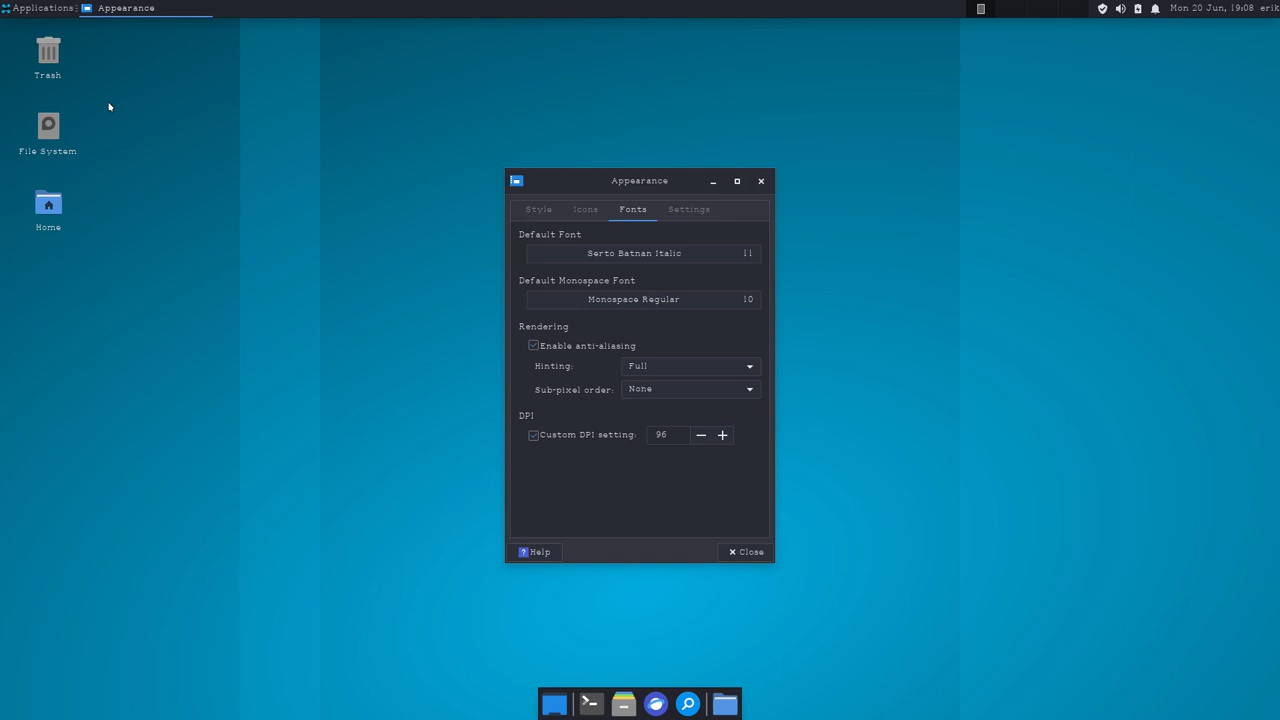 Applications
Appearance
Mon 20 Jun, 19:08
erik
Trash
File System
Home
Appearance
Style
Icons
Fonts
Settings
Default Font
Serto Batnan Italic
11
Default Monospace Font
Monospace Regular
10
Rendering
Enable anti-aliasing
Hinting:
Full
Sub-pixel order:
None
DPI
Custom DPI setting:
96
Help
Close